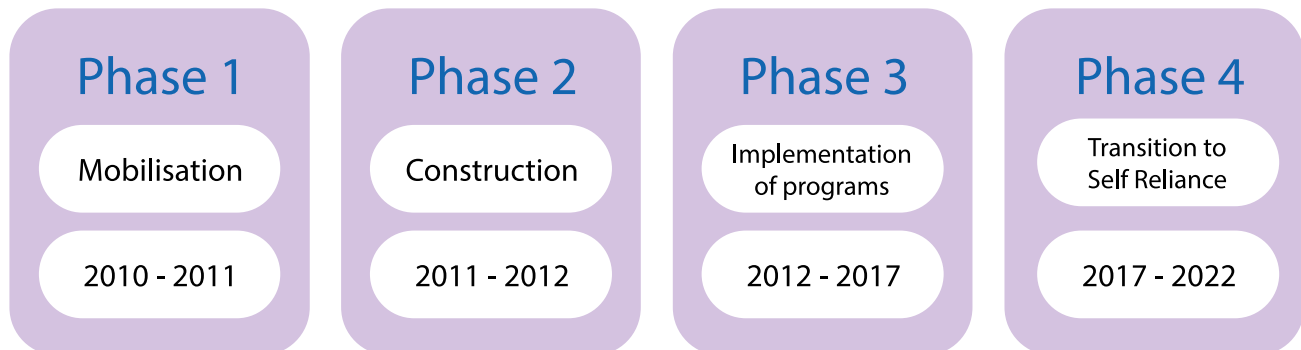 Phase 1
Mobilisation
2010 - 2011
Phase 2
Construction
2011 - 2012
Phase 3
Implementation
of programs
2012 - 2017
Phase 4
Transition to
Self Reliance
2017 - 2022